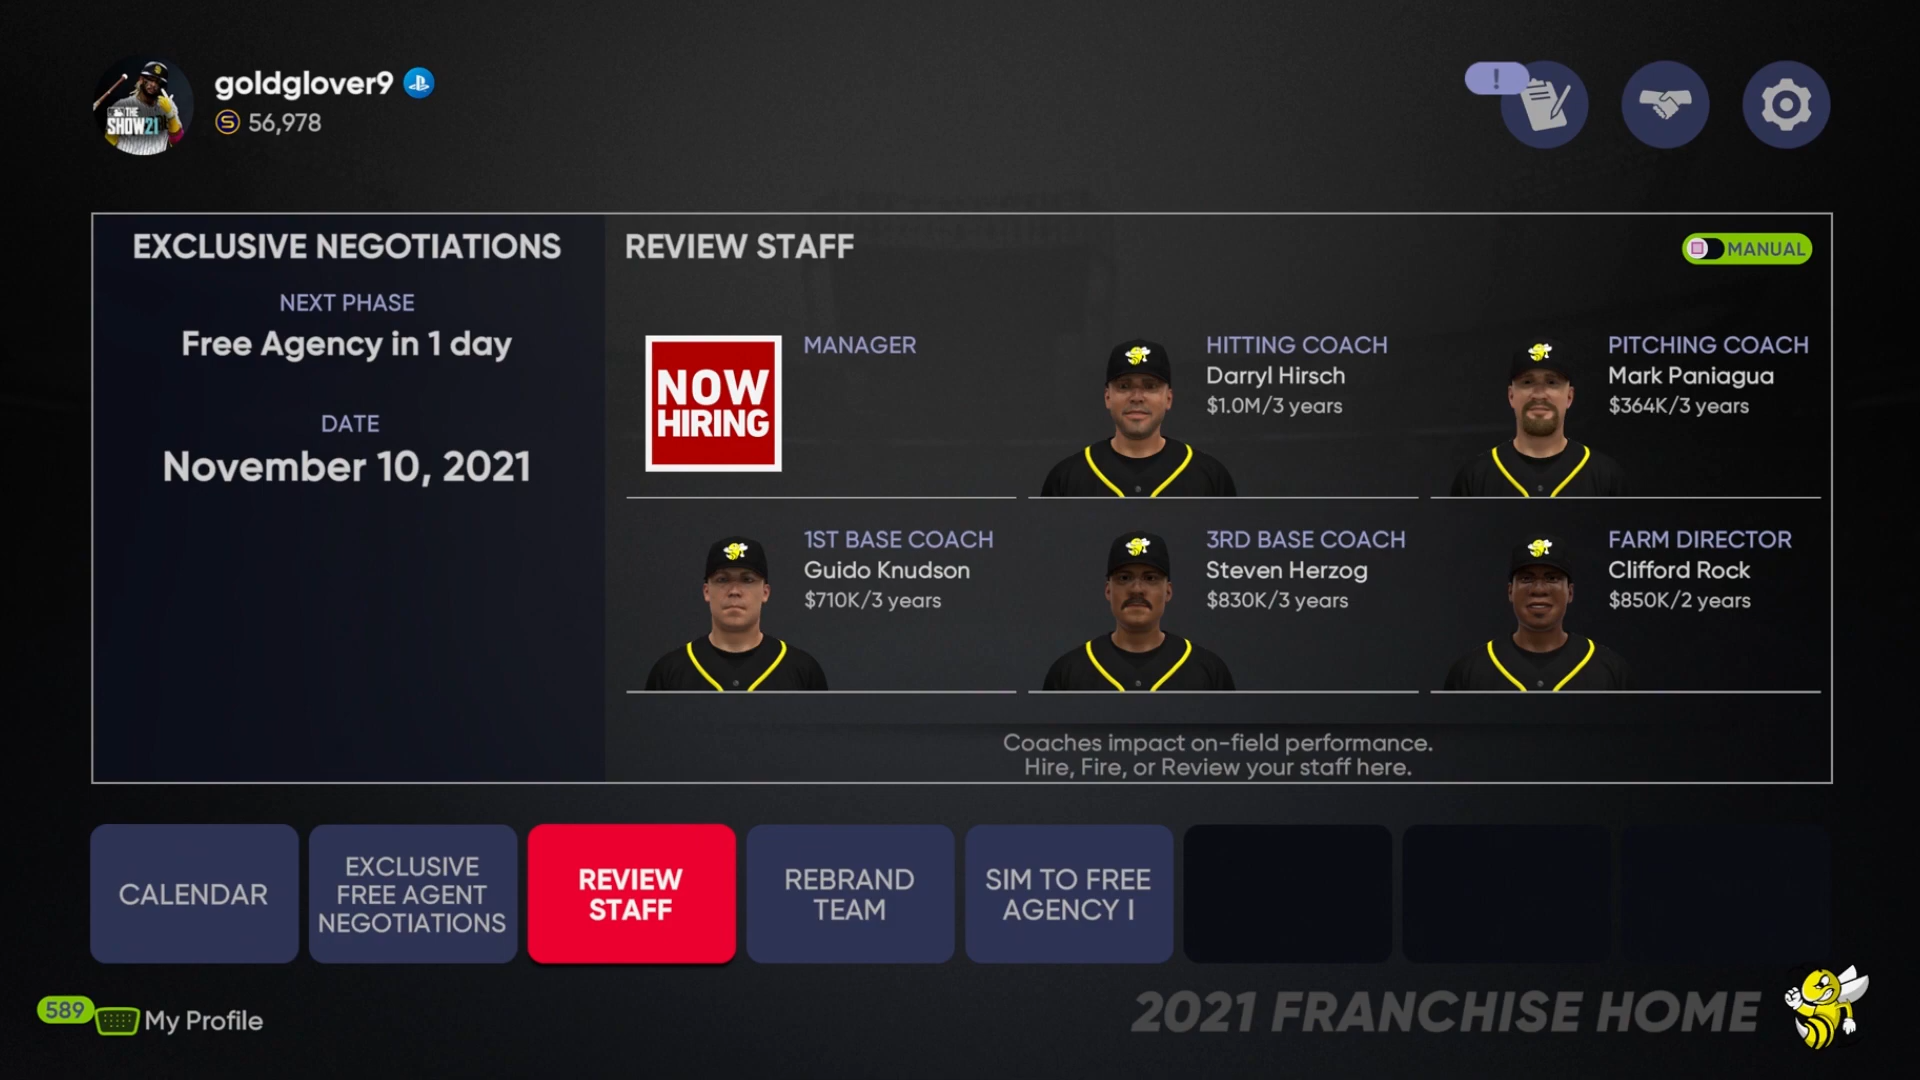 goldglover9
56,978
MLB THE
SHOW 21
!
EXCLUSIVE NEGOTIATIONS
NEXT PHASE
Free Agency in 1 day
DATE
November 10, 2021
REVIEW STAFF
MANUAL
NOW
HIRING
MANAGER
HITTING COACH
Darryl Hirsch
$1.0M/3 years
PITCHING COACH
Mark Paniagua
$364K/3 years
1ST BASE COACH
Guido Knudson
$710K/3 years
3RD BASE COACH
Steven Herzog
$830K/3 years
FARM DIRECTOR
Clifford Rock
$850K/2 years
Coaches impact on-field performance.
Hire, Fire, or Review your staff here.
CALENDAR
EXCLUSIVE
FREE AGENT
NEGOTIATIONS
REVIEW
STAFF
REBRAND
TEAM
SIM TO FREE
AGENCY I
589
My Profile
2021 FRANCHISE HOME